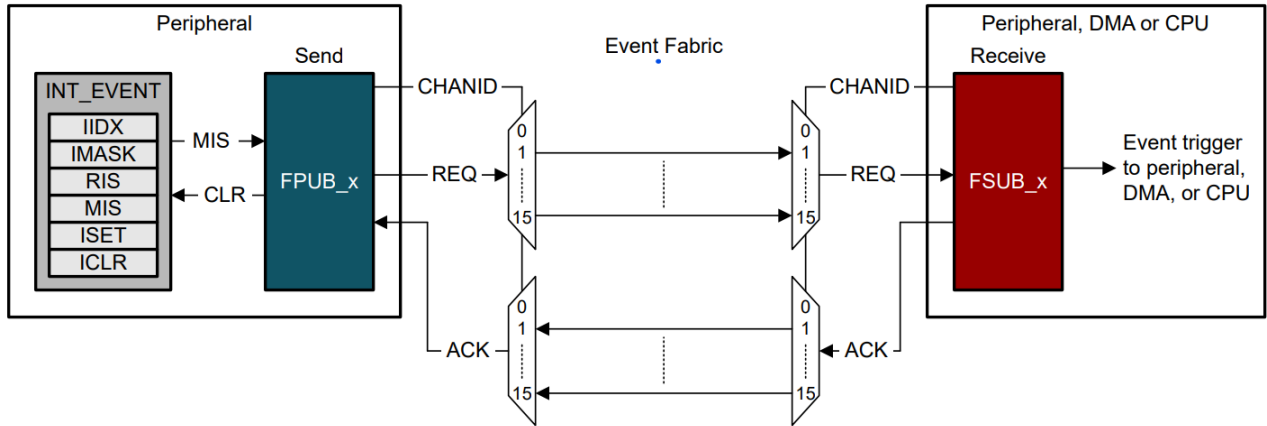 Peripheral
Send
INT_EVENT
IIDX
IMASK
RIS
MIS
ISET
ICLR
MIS
CLR
FPUB_x
CHANID
REQ
ACK
Event Fabric
0
1
15
0
1
15
0
1
15
0
1
15
CHANID
REQ
ACK
Peripheral, DMA or CPU
Receive
FSUB_x
Event trigger
to peripheral,
DMA, or CPU